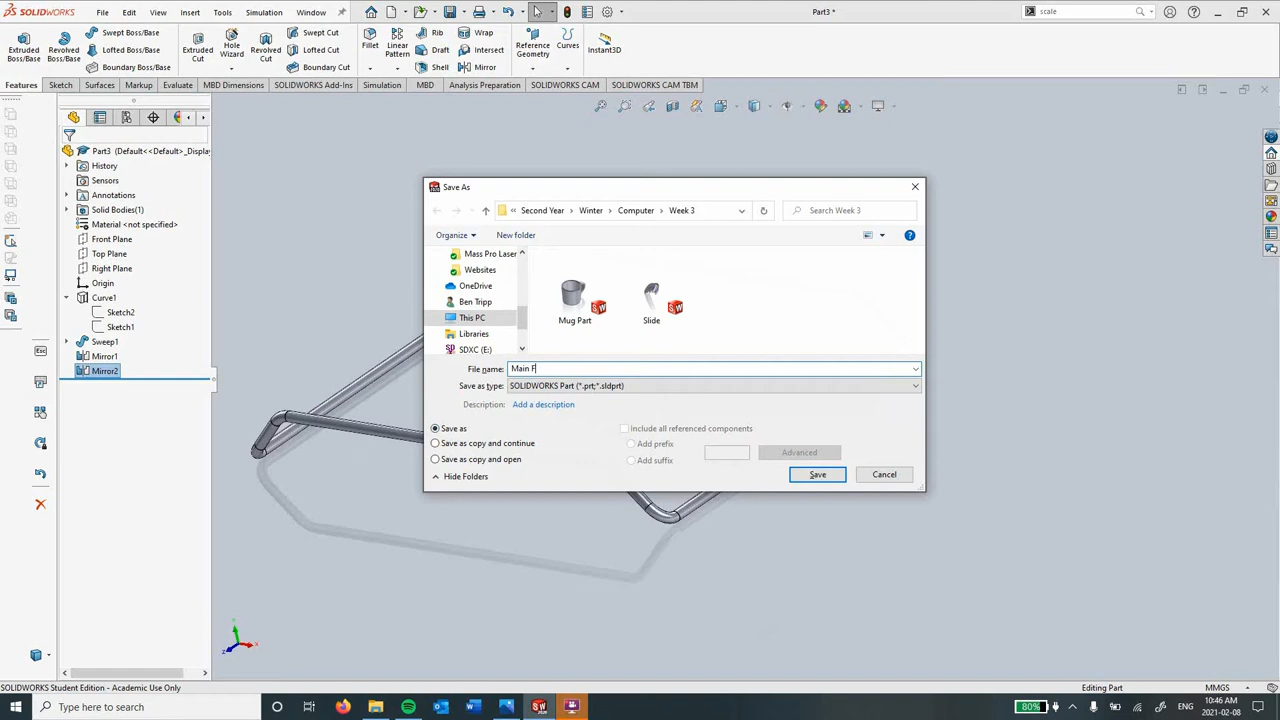 SOLIDWORKS File Edit View Insert Tools Simulation Window Part3 * scale
Extruded Boss/Base Revolved Boss/Base Swept Boss/Base Lofted Boss/Base Boundary Boss/Base Extruded Cut Hole Wizard Revolved Cut Swept Cut Lofted Cut Boundary Cut Fillet Linear Pattern Rib Draft Shell Wrap Intersect Mirror Reference Geometry Curves Instant3D
Features Sketch Surfaces Markup Evaluate MBD Dimensions SOLIDWORKS Add-Ins Simulation MBD Analysis Preparation SOLIDWORKS CAM SOLIDWORKS CAM TBM
Part3 (Default<<Default>_Display
History
Sensors
Annotations
Solid Bodies(1)
Material <not specified>
Front Plane
Top Plane
Right Plane
Origin
Curve1
Sketch2
Sketch1
Sweep1
Mirror1
Mirror2
Esc
Save As
« Second Year › Winter › Computer › Week 3
Search Week 3
Organize New folder
Mass Pro Laser
Websites
OneDrive
Ben Tripp
This PC
Libraries
SDXC (E:)
Mug Part Slide
File name: Main F
Save as type: SOLIDWORKS Part (*.prt;*.sldprt)
Description: Add a description
Save as
Save as copy and continue
Save as copy and open
Include all referenced components
Add prefix
Add suffix
Advanced
Hide Folders
Save Cancel
SOLIDWORKS Student Edition - Academic Use Only Editing Part MMGS
Type here to search
80%
ENG
10:46 AM
2021-02-08